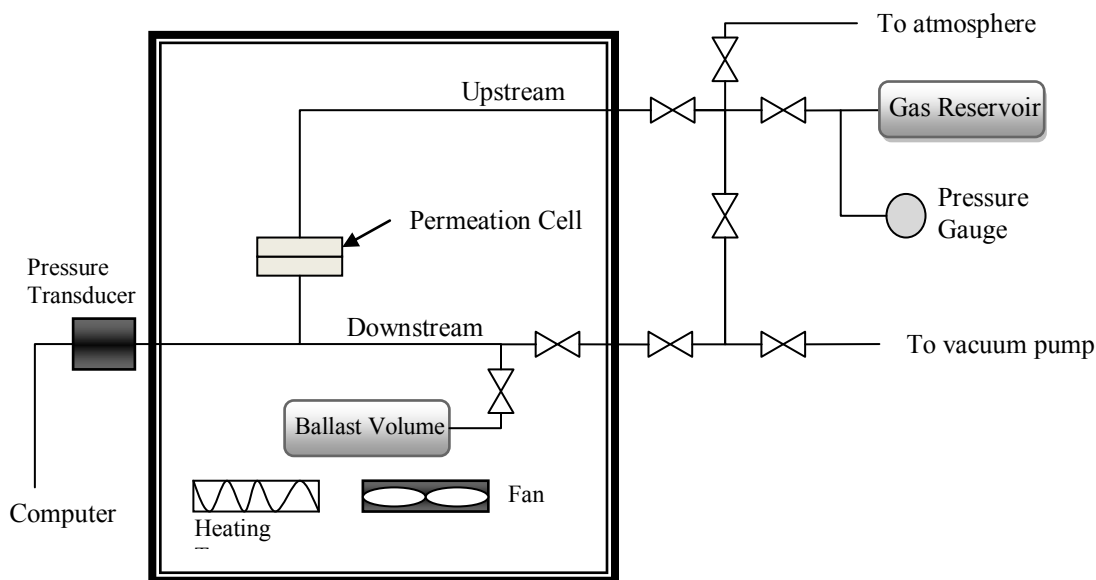 To atmosphere
Upstream
Gas Reservoir
Permeation Cell
Pressure
Gauge
Pressure
Transducer
Downstream
To vacuum pump
Ballast Volume
Fan
Computer
Heating